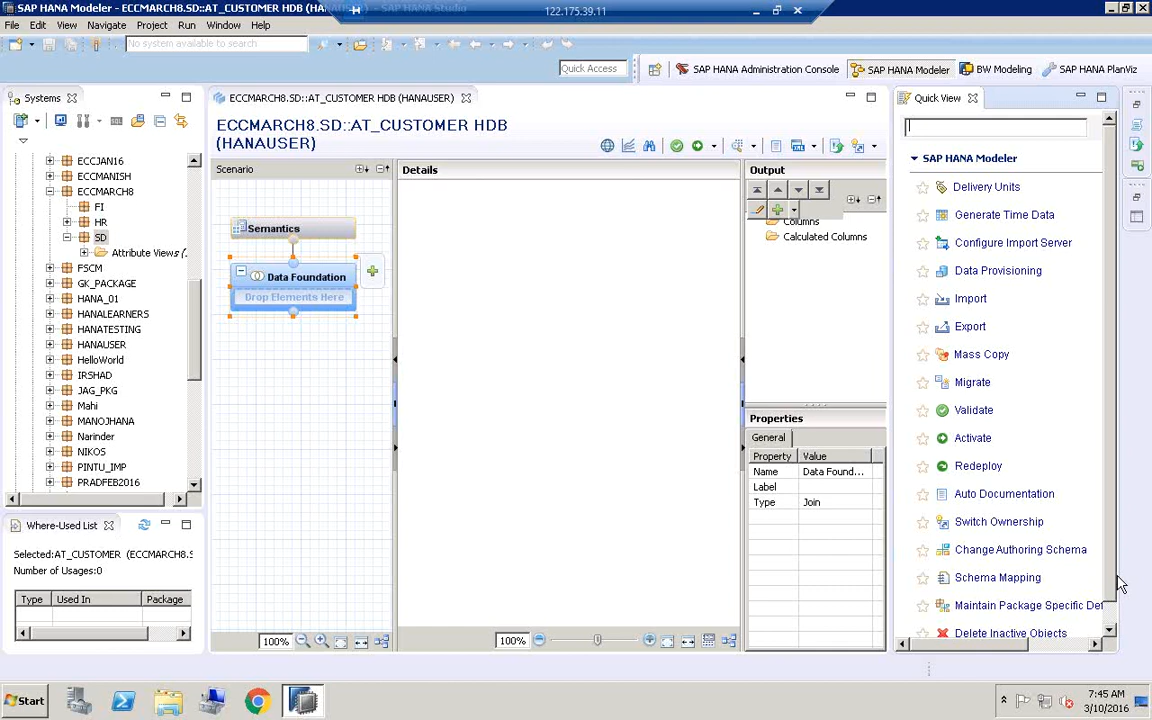 SAP HANA Modeler - ECCMARCH8.SD::AT_CUSTOMER HDB (HANAUSER) - SAP HANA Studio
122.175.39.11
File Edit View Navigate Project Run Window Help
No system available to search
Quick Access
SAP HANA Administration Console
SAP HANA Modeler
BW Modeling
SAP HANA PlanViz
Systems
ECCJAN16
ECCMANISH
ECCMARCH8
FI
HR
SD
Attribute Views (.
FSCM
GK_PACKAGE
HANA_01
HANALEARNERS
HANATESTING
HANAUSER
HelloWorld
IRSHAD
JAG_PKG
Mahi
MANOJHANA
Narinder
NIKOS
PINTU_IMP
PRADFEB2016
Where-Used List
Selected:AT_CUSTOMER (ECCMARCH8.S
Number of Usages:0
Type Used In Package
ECCMARCH8.SD::AT_CUSTOMER HDB (HANAUSER)
ECCMARCH8.SD::AT_CUSTOMER HDB
(HANAUSER)
Scenario
Semantics
Data Foundation
Drop Elements Here
100%
Details
100%
Output
Columns
Calculated Columns
Properties
General
Property Value
Name Data Found...
Label
Type Join
Quick View
SAP HANA Modeler
Delivery Units
Generate Time Data
Configure Import Server
Data Provisioning
Import
Export
Mass Copy
Migrate
Validate
Activate
Redeploy
Auto Documentation
Switch Ownership
Change Authoring Schema
Schema Mapping
Maintain Package Specific Def
Delete Inactive Objects
Start
7:45 AM
3/10/2016